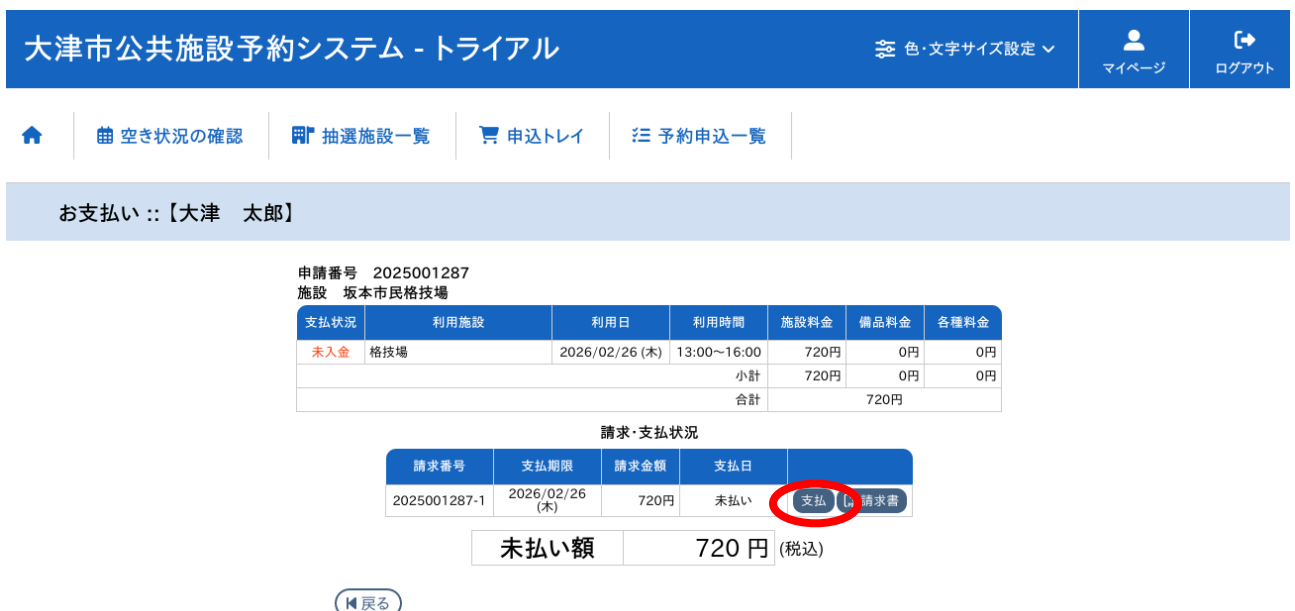 大津市公共施設予約システム - トライアル
色･文字サイズ設定
マイページ
ログアウト
空き状況の確認
抽選施設一覧
申込トレイ
予約申込一覧
お支払い ::【大津　太郎】
申請番号　2025001287
施設　坂本市民格技場
支払状況 利用施設 利用日 利用時間 施設料金 備品料金 各種料金
未入金 格技場 2026/02/26 (木) 13:00～16:00 720円 0円 0円
小計 720円 0円 0円
合計 720円
請求･支払状況
請求番号 支払期限 請求金額 支払日
2025001287-1 2026/02/26 (木) 720円 未払い 支払 請求書
未払い額 720 円 (税込)
戻る